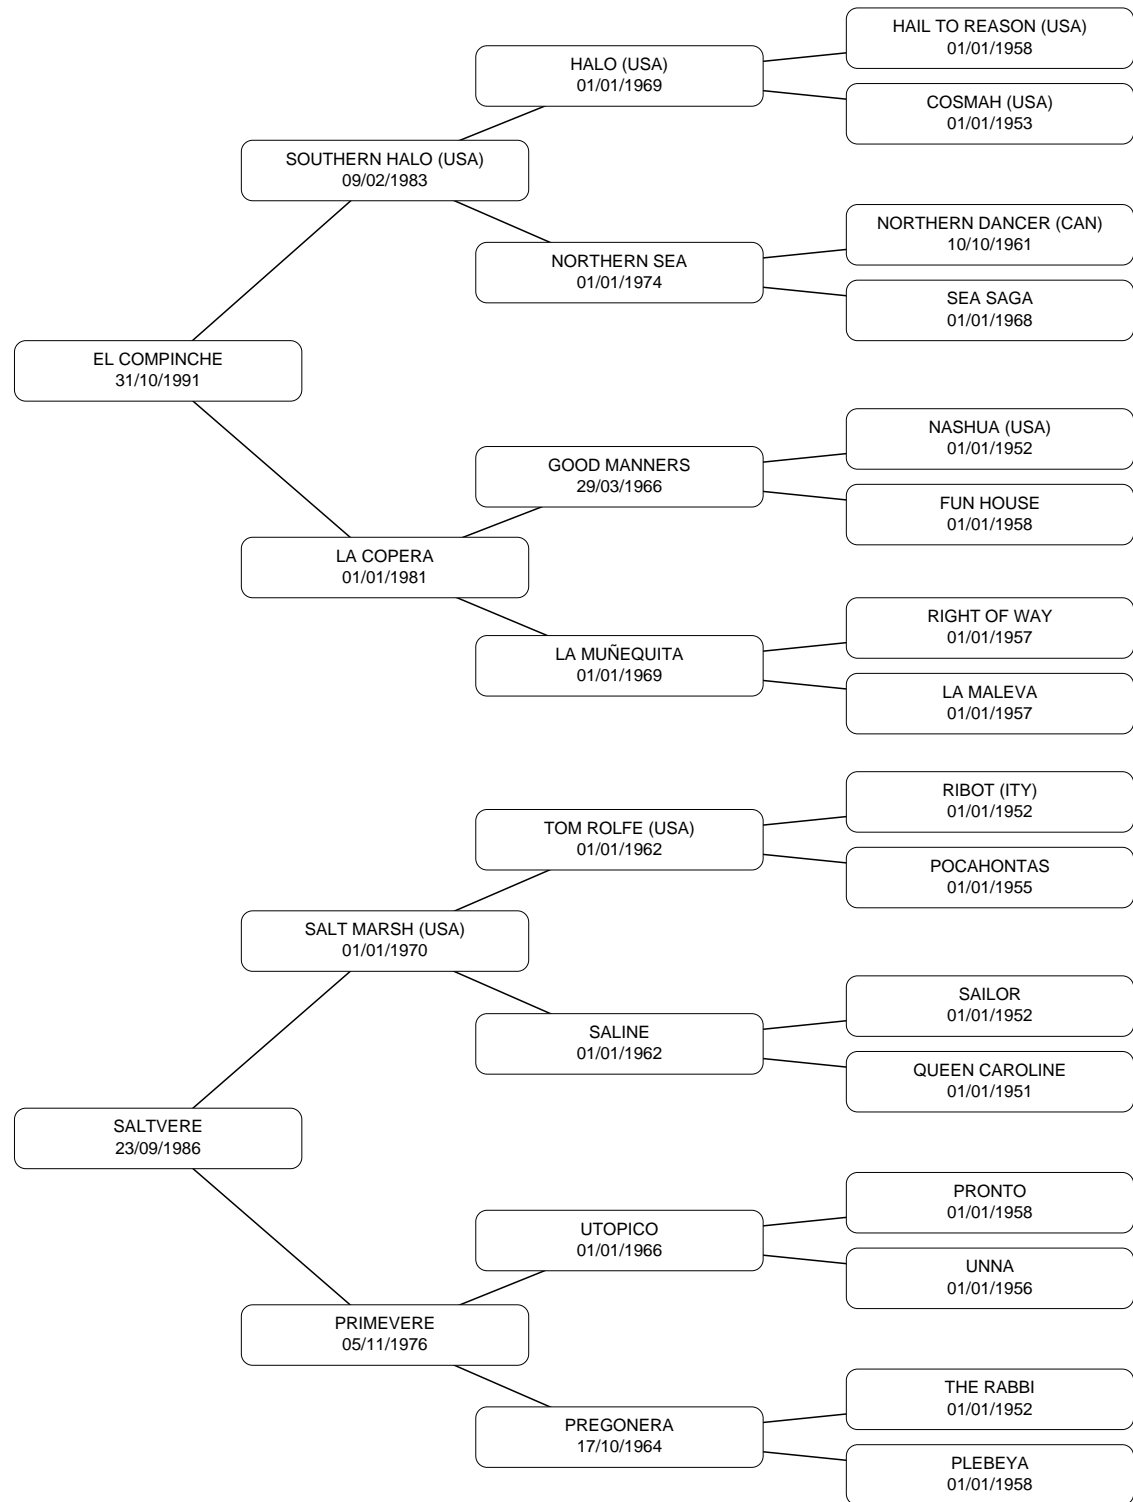 HAIL TO REASON (USA)
01/01/1958
HALO (USA)
01/01/1969
COSMAH (USA)
01/01/1953
SOUTHERN HALO (USA)
09/02/1983
NORTHERN DANCER (CAN)
10/10/1961
NORTHERN SEA
01/01/1974
SEA SAGA
01/01/1968
EL COMPINCHE
31/10/1991
NASHUA (USA)
01/01/1952
GOOD MANNERS
29/03/1966
FUN HOUSE
01/01/1958
LA COPERA
01/01/1981
RIGHT OF WAY
01/01/1957
LA MUÑEQUITA
01/01/1969
LA MALEVA
01/01/1957
RIBOT (ITY)
01/01/1952
TOM ROLFE (USA)
01/01/1962
POCAHONTAS
01/01/1955
SALT MARSH (USA)
01/01/1970
SAILOR
01/01/1952
SALINE
01/01/1962
QUEEN CAROLINE
01/01/1951
SALTVERE
23/09/1986
PRONTO
01/01/1958
UTOPICO
01/01/1966
UNNA
01/01/1956
PRIMEVERE
05/11/1976
THE RABBI
01/01/1952
PREGONERA
17/10/1964
PLEBEYA
01/01/1958